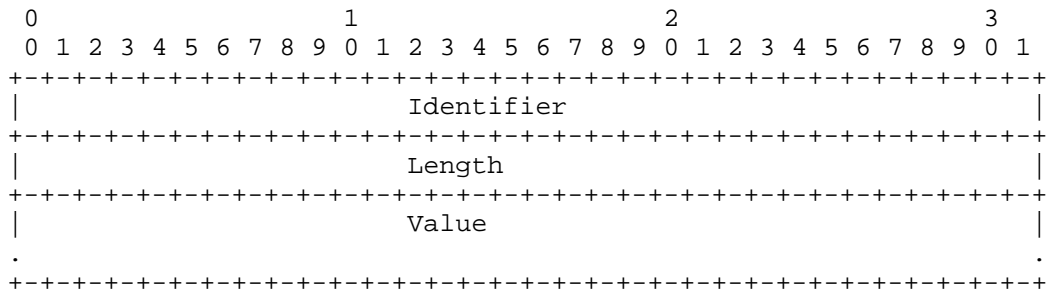 0                   1                   2                   3
 0 1 2 3 4 5 6 7 8 9 0 1 2 3 4 5 6 7 8 9 0 1 2 3 4 5 6 7 8 9 0 1
+-+-+-+-+-+-+-+-+-+-+-+-+-+-+-+-+-+-+-+-+-+-+-+-+-+-+-+-+-+-+-+-+
|                        Identifier                             |
+-+-+-+-+-+-+-+-+-+-+-+-+-+-+-+-+-+-+-+-+-+-+-+-+-+-+-+-+-+-+-+-+
|                        Length                                 |
+-+-+-+-+-+-+-+-+-+-+-+-+-+-+-+-+-+-+-+-+-+-+-+-+-+-+-+-+-+-+-+-+
|                        Value                                  |
.                                                               .
+-+-+-+-+-+-+-+-+-+-+-+-+-+-+-+-+-+-+-+-+-+-+-+-+-+-+-+-+-+-+-+-+